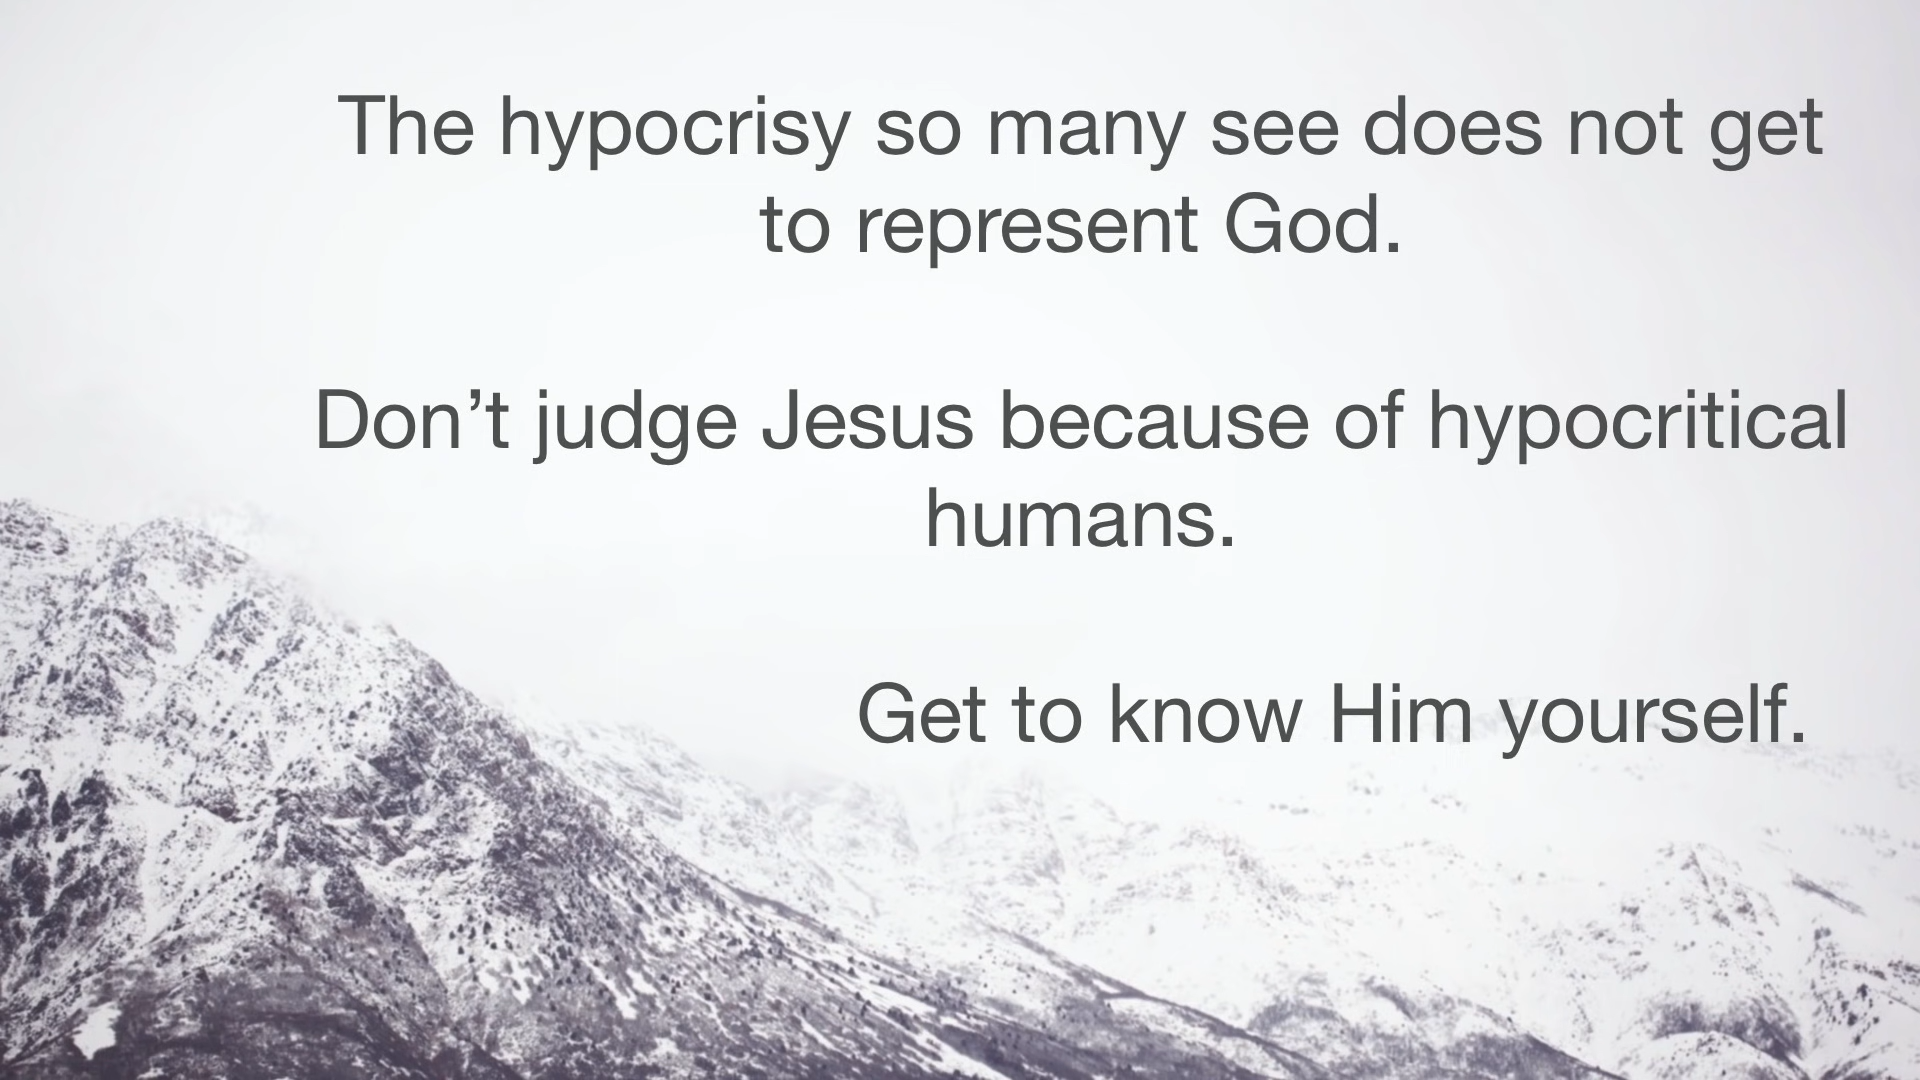 The hypocrisy so many see does not get
to represent God.
Don’t judge Jesus because of hypocritical
humans.
Get to know Him yourself.